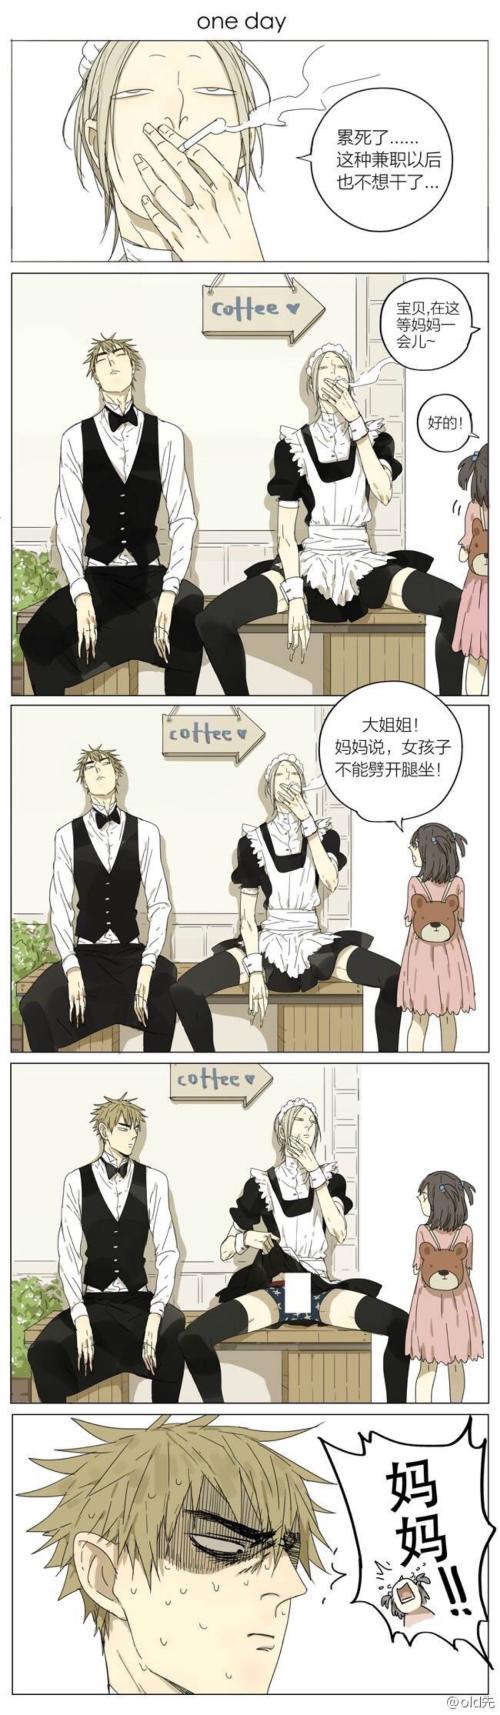 one day
累死了......
这种兼职以后
也不想干了...
coffee
宝贝,在这
等妈妈一
会儿~
好的!
coffee
大姐姐!
妈妈说，女孩子
不能劈开腿坐!
coffee
妈
妈
!!
@old先